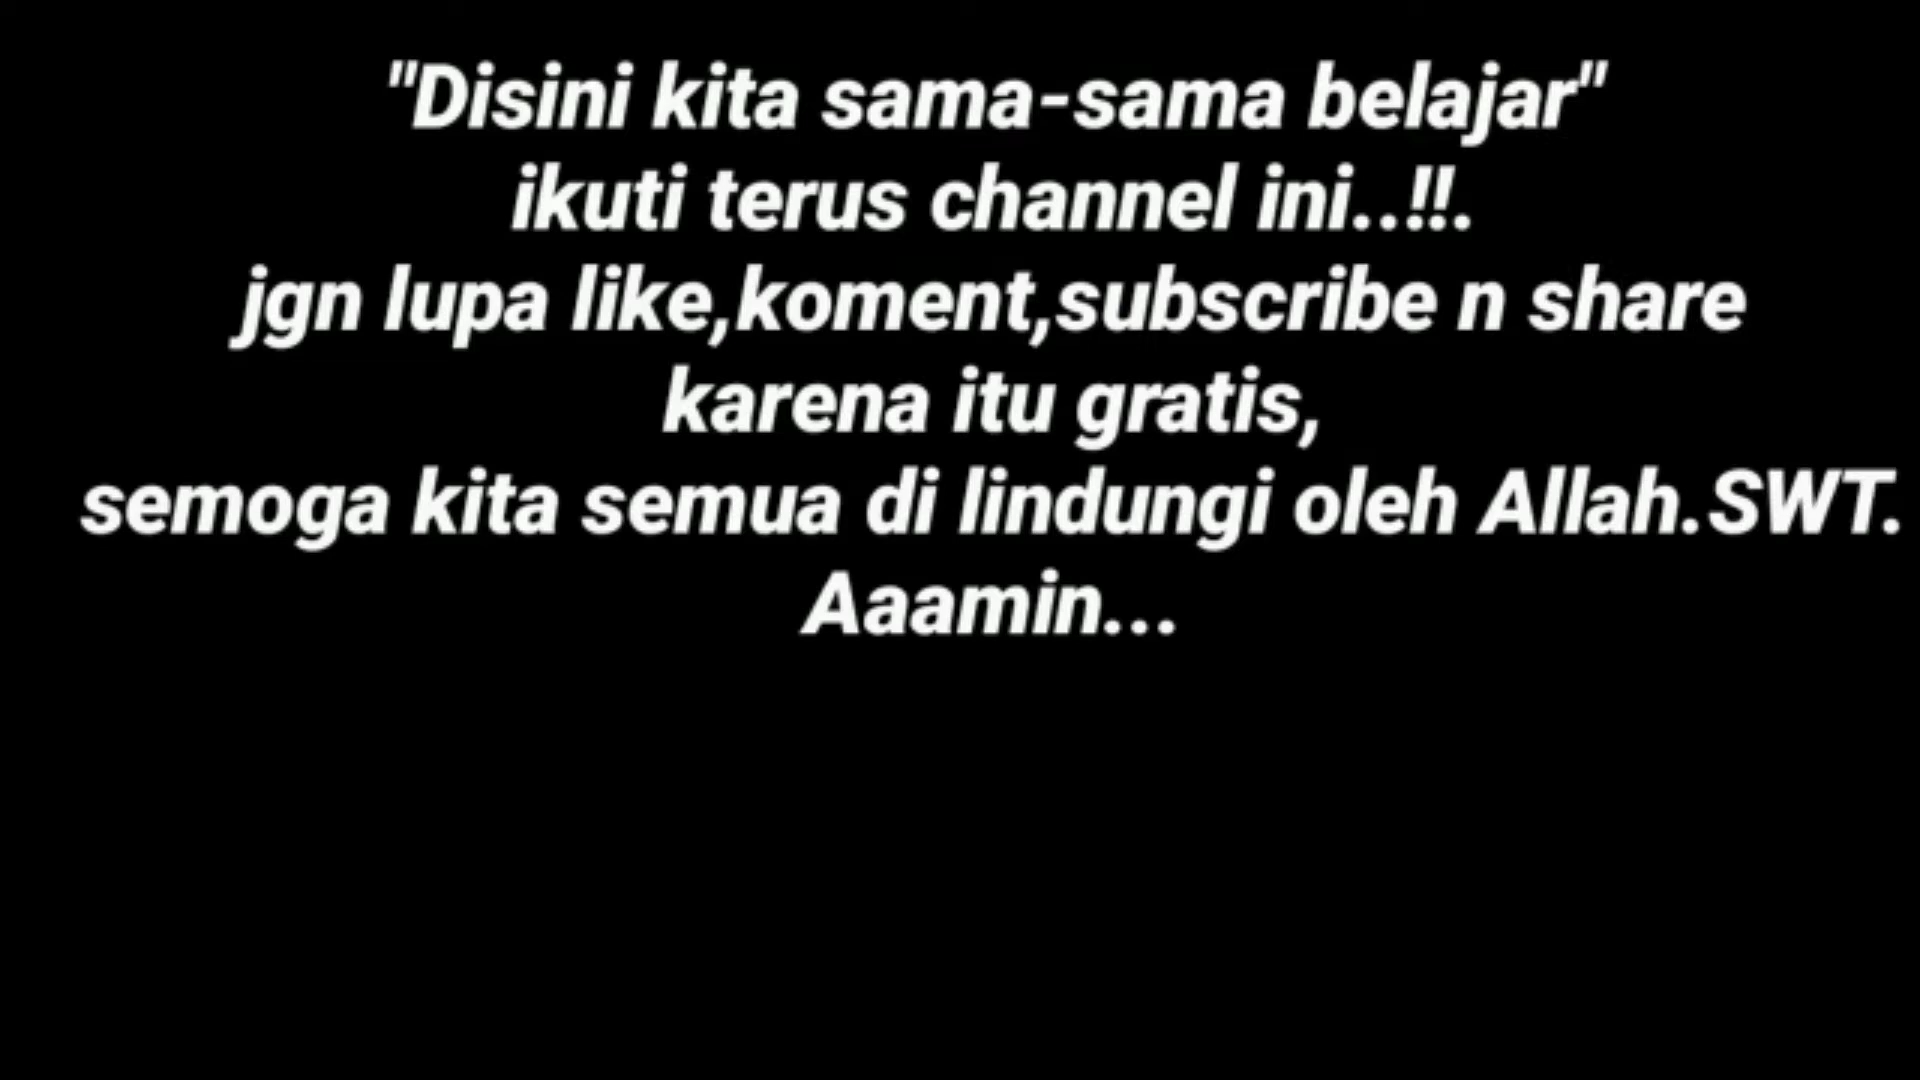 "Disini kita sama-sama belajar"
ikuti terus channel ini..!!.
jgn lupa like,koment,subscribe n share
karena itu gratis,
semoga kita semua di lindungi oleh Allah.SWT.
Aaamin...